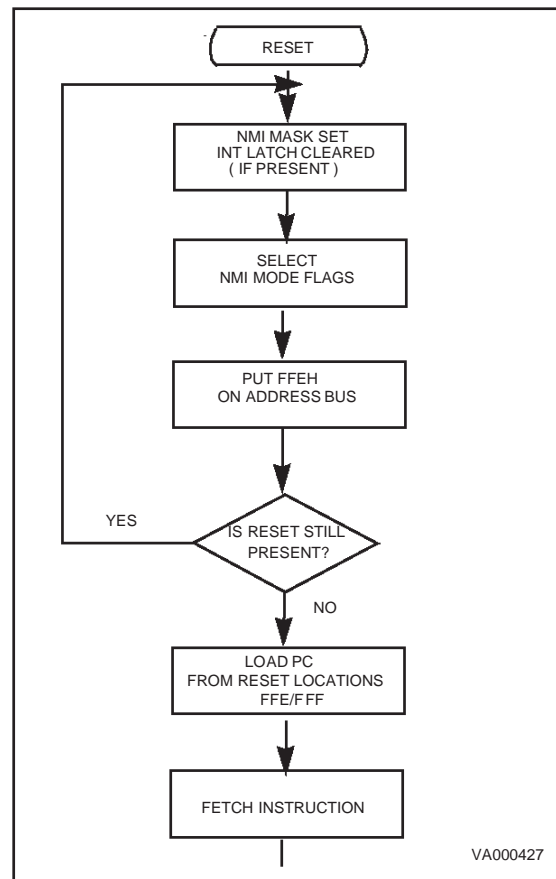 RESET
NMI MASK SET
INT LATCH CLEARED
( IF PRESENT )
SELECT
NMI MODE FLAGS
PUT FFEH
ON ADDRESS BUS
IS RESET STILL
PRESENT?
YES
NO
LOAD PC
FROM RESET LOCATIONS
FFE/FFF
FETCH INSTRUCTION
VA000427